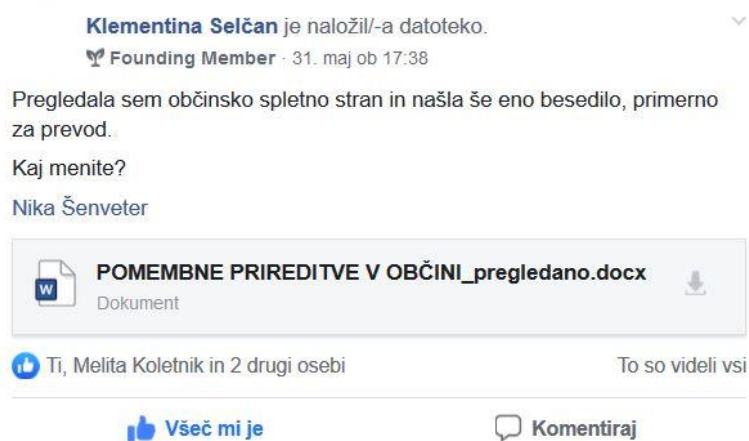 Klementina Selčan je naložil/-a datoteko.
Founding Member · 31. maj ob 17:38
Pregledala sem občinsko spletno stran in našla še eno besedilo, primerno
za prevod.
Kaj menite?
Nika Šenveter
W
POMEMBNE PRIREDITVE V OBČINI_pregledano.docx
Dokument
Ti, Melita Koletnik in 2 drugi osebi
To so videli vsi
Všeč mi je
Komentiraj